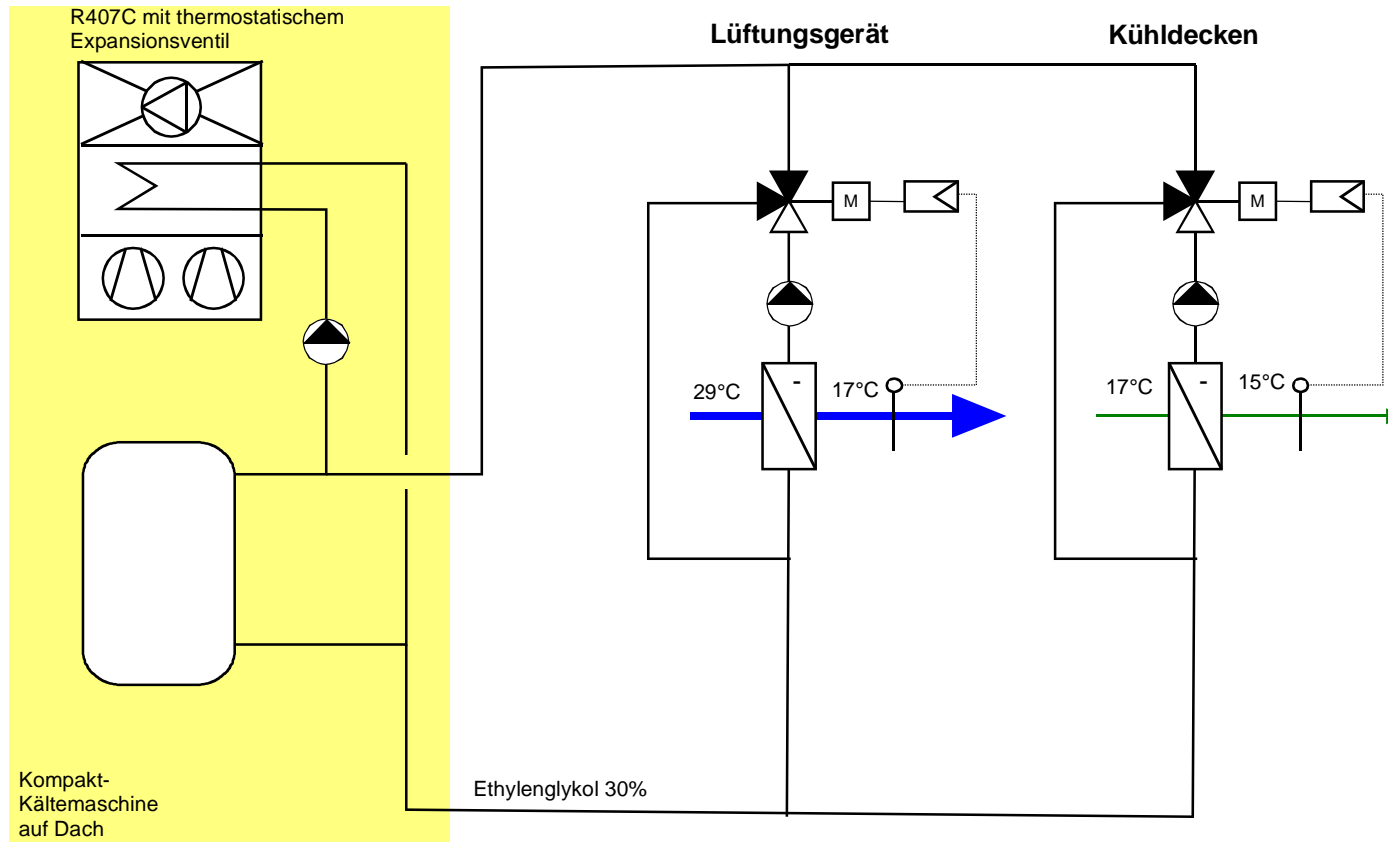 R407C mit thermostatischem
Expansionsventil
Lüftungsgerät
Kühldecken
M
M
29°C
-
17°C
17°C
-
15°C
Ethylenglykol 30%
Kompakt-
Kältemaschine
auf Dach